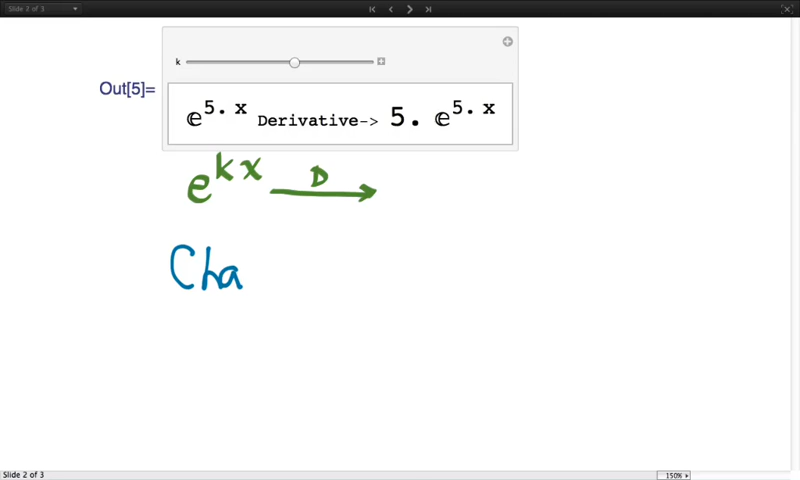 Slide 2 of 3
k
Out[5]= e^5. x Derivative-> 5. e^5. x
e^kx D
Cha
Slide 2 of 3 150%